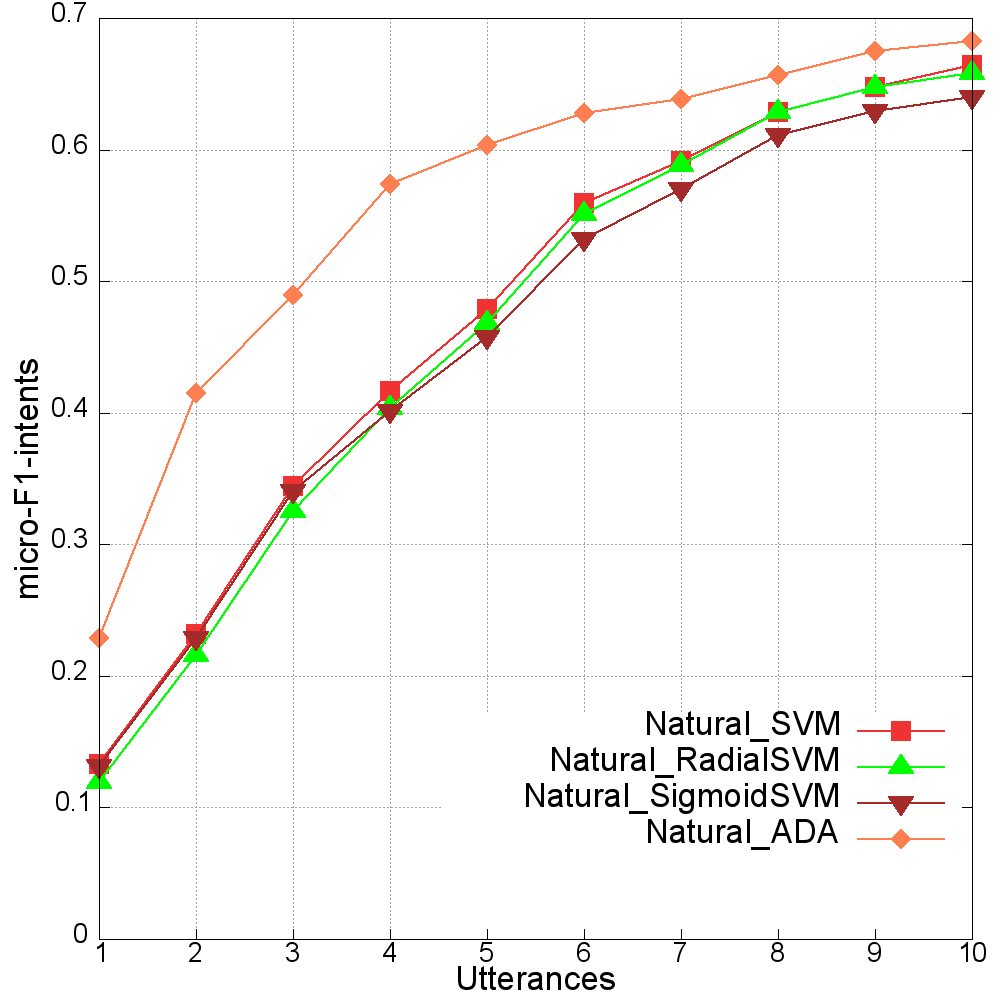 0.7
0.6
0.5
0.4
0.3
0.2
0.1
0
micro-F1-intents
Natural_SVM
Natural_RadialSVM
Natural_SigmoidSVM
Natural_ADA
1 2 3 4 5 6 7 8 9 10
Utterances